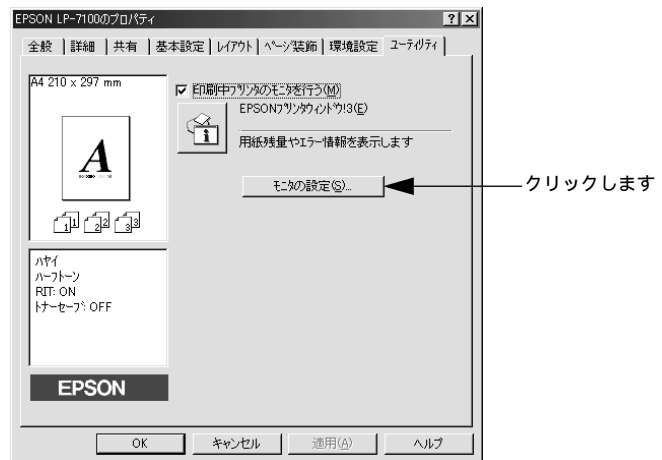 EPSON LP-7100のプロパティ
全般 詳細 共有 基本設定 レイアウト ページ装飾 環境設定 ユーティリティ
A4 210 x 297 mm
印刷中プリンタのモニタを行う(M)
EPSONプリンタウィンドウ!3(E)
用紙残量やエラー情報を表示します
A
モニタの設定(S)...
クリックします
1 1 2 2 3 3
ハヤイ
ハーフトーン
RIT: ON
トナーセーブ: OFF
EPSON
OK キャンセル 適用(A) ヘルプ